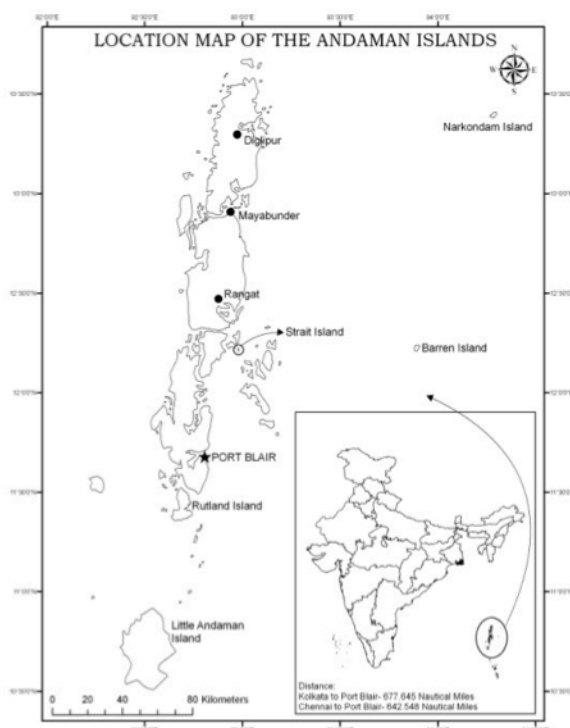 LOCATION MAP OF THE ANDAMAN ISLANDS
N
W E
S
Narkondam Island
Diglipur
Mayabunder
Rangat
Strait Island
Barren Island
PORT BLAIR
Rutland Island
Little Andaman
Island
0 20 40 60 80 Kilometers
Distance:
Kolkata to Port Blair- 677.645 Nautical Miles
Chennai to Port Blair- 642.548 Nautical Miles